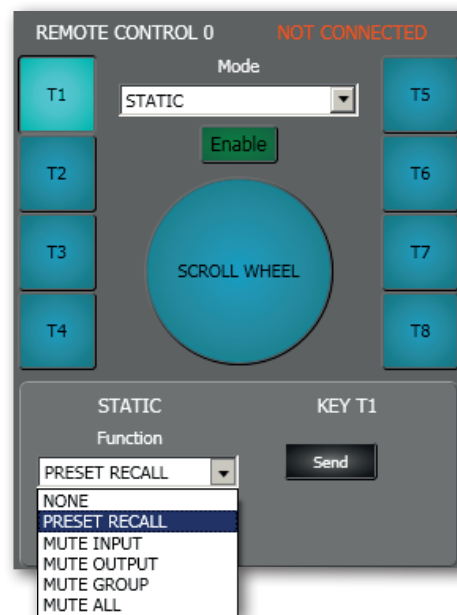 REMOTE CONTROL 0 NOT CONNECTED
Mode
T1
STATIC
T5
Enable
T2
T6
T3
SCROLL WHEEL
T7
T4
T8
STATIC
KEY T1
Function
PRESET RECALL
Send
NONE
PRESET RECALL
MUTE INPUT
MUTE OUTPUT
MUTE GROUP
MUTE ALL